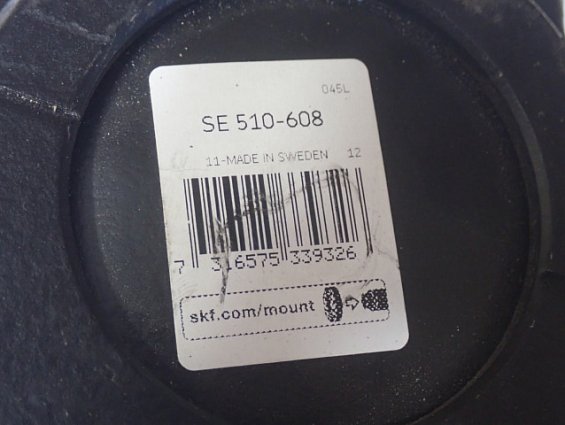 045L
SE 510-608
11-MADE IN SWEDEN 12
7 316575 339326
skf.com/mount